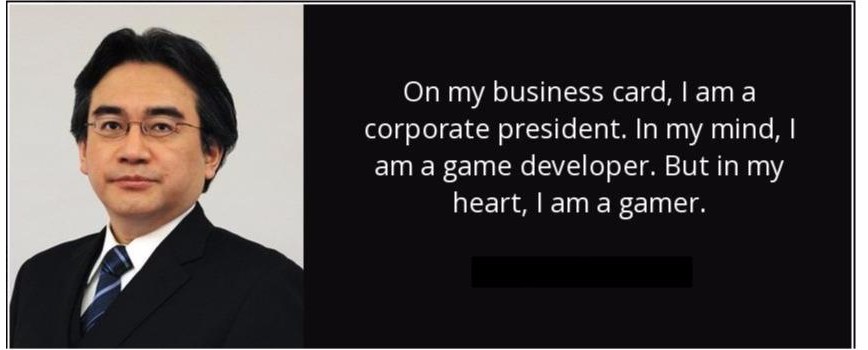 On my business card, I am a
corporate president. In my mind, I
am a game developer. But in my
heart, I am a gamer.